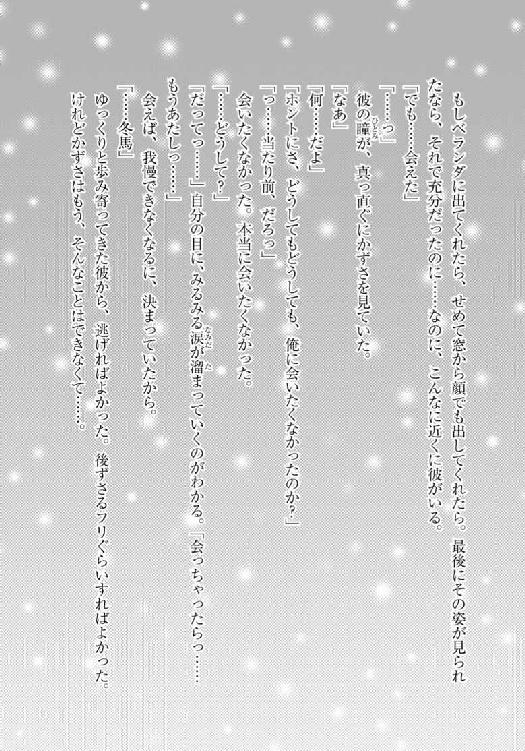 もしベランダに出てくれたら、せめて窓から顔でも出してくれたら。最後にその姿が見られ
たなら、それで充分だったのに……なのに、こんなに近くに彼がいる。
「でも……会えた」
「……っ」
彼の瞳が、真っ直ぐにかずさを見ていた。
「なあ」
「何……だよ」
「ホントにさ、どうしてもどうしても、俺に会いたくなかったのか?」
「っ……当たり前、だろっ」
会いたくなかった。本当に会いたくなかった。
「……どうして?」
「だってっ……」自分の目に、みるみる涙が溜まっていくのがわかる。「会っちゃったらっ……
もうあたしっ……」
会えば、我慢できなくなるに、決まっていたから。
「……冬馬」
ゆっくりと歩み寄ってきた彼から、逃げればよかった。後ずさるフリぐらいすればよかった。
けれどかずさはもう、そんなことはできなくて……。